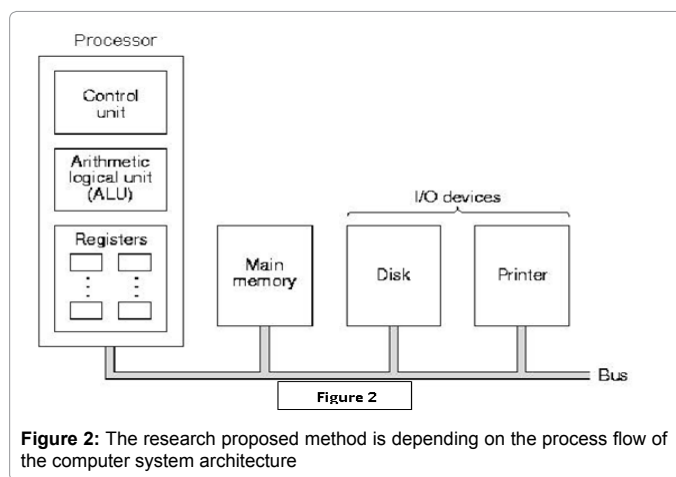 Processor
Control
unit
Arithmetic
logical unit
(ALU)
Registers
I/O devices
Main
memory
Disk
Printer
Bus
Figure 2
Figure 2: The research proposed method is depending on the process flow of
the computer system architecture